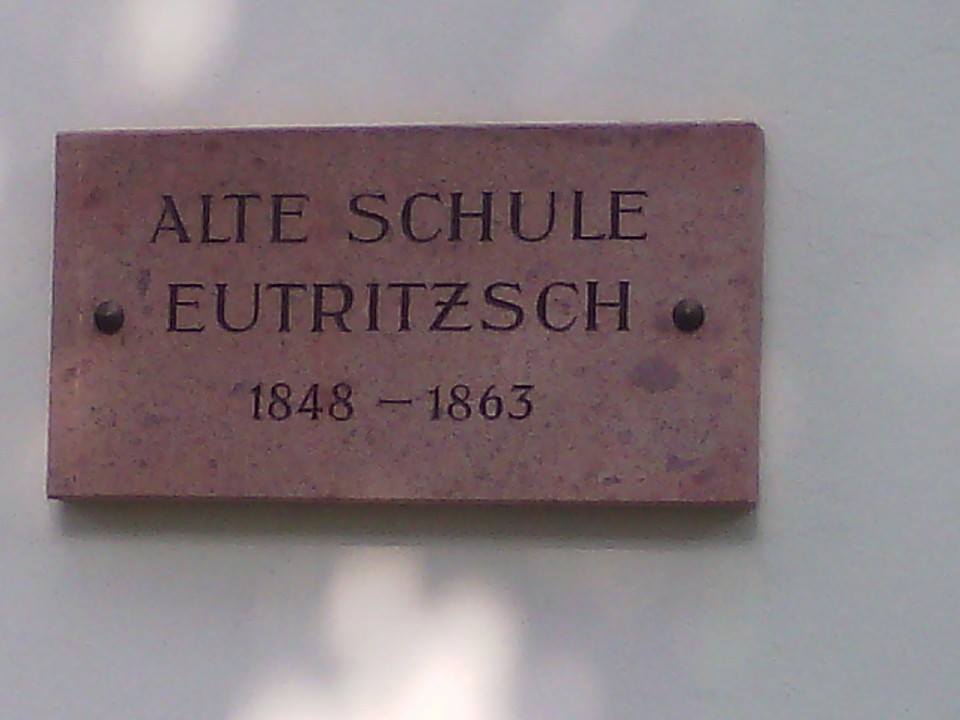 ALTE SCHULE
EUTRITZSCH
1848 – 1863